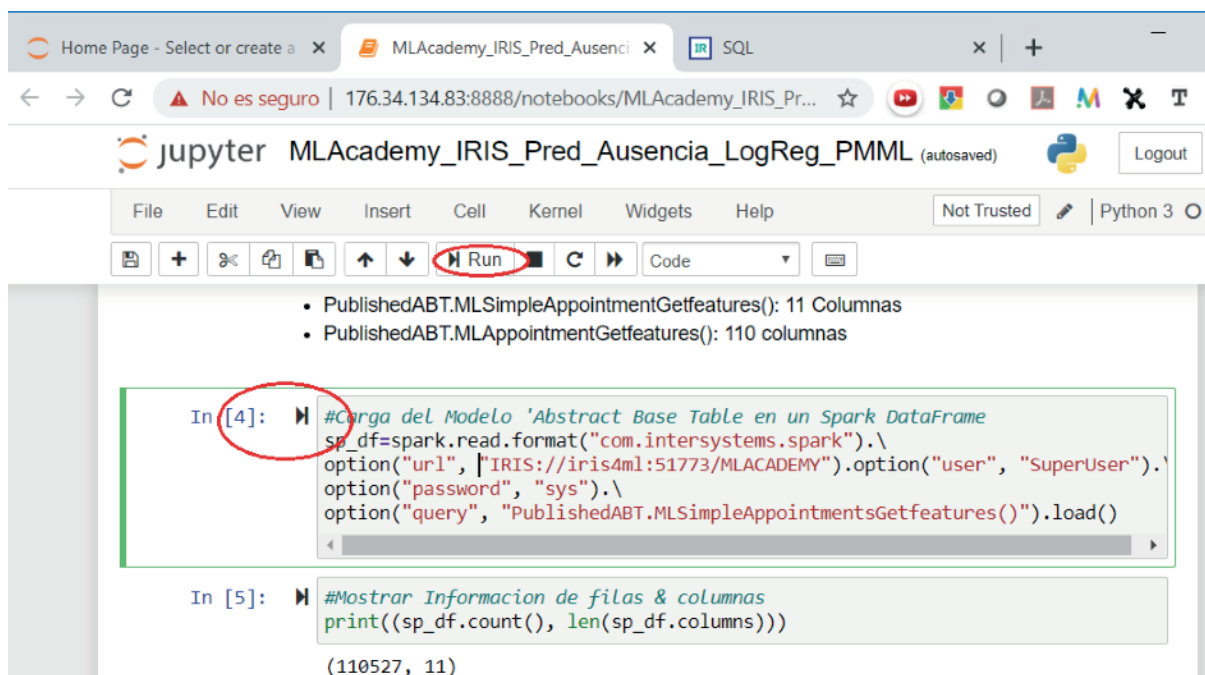 Home Page - Select or create a
MLAcademy_IRIS_Pred_Ausenci
IR SQL
No es seguro | 176.34.134.83:8888/notebooks/MLAcademy_IRIS_Pr...
jupyter MLAcademy_IRIS_Pred_Ausencia_LogReg_PMML (autosaved)
Logout
File Edit View Insert Cell Kernel Widgets Help Not Trusted Python 3
Run Code
• PublishedABT.MLSimpleAppointmentGetfeatures(): 11 Columnas
• PublishedABT.MLAppointmentGetfeatures(): 110 columnas
In [4]: #Carga del Modelo 'Abstract Base Table en un Spark DataFrame
sp_df=spark.read.format("com.intersystems.spark").\
option("url", "IRIS://iris4ml:51773/MLACADEMY").option("user", "SuperUser").\
option("password", "sys").\
option("query", "PublishedABT.MLSimpleAppointmentsGetfeatures()").load()
In [5]: #Mostrar Informacion de filas & columnas
print((sp_df.count(), len(sp_df.columns)))
(110527, 11)